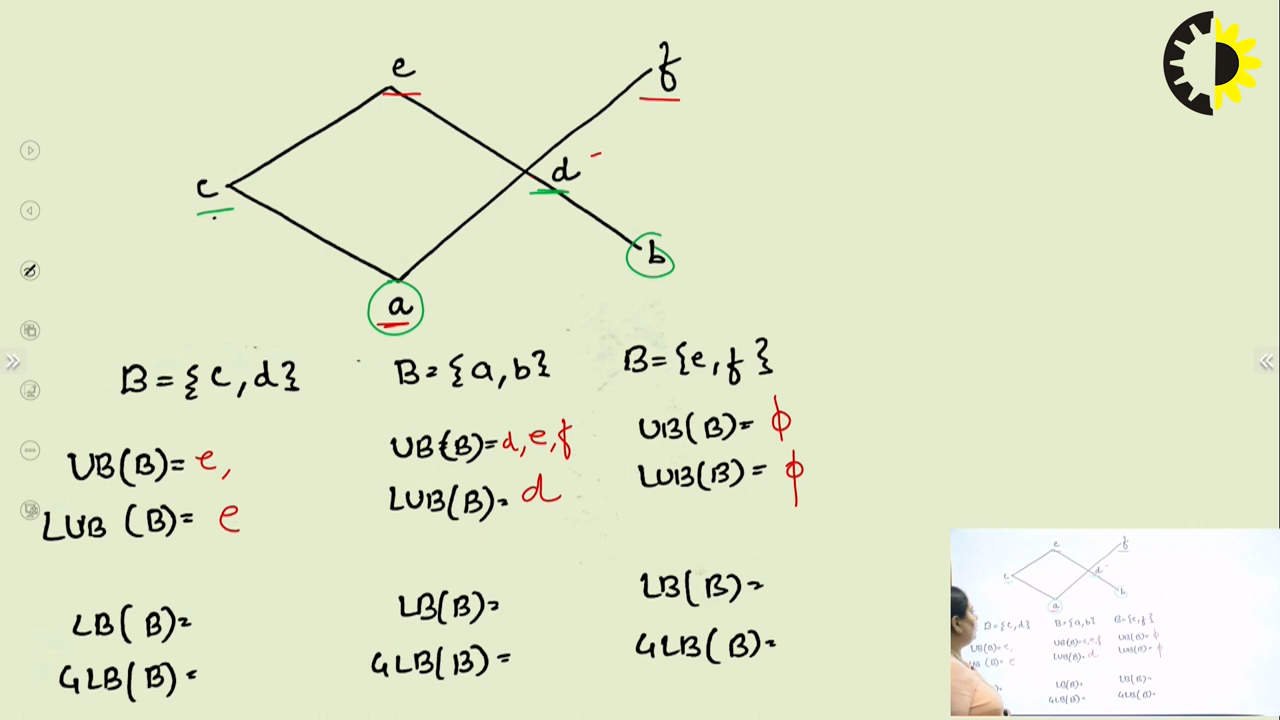 e
f
c
d
b
a
B = {c, d}
UB(B) = e,
LUB (B) = e
LB(B) =
GLB(B) =
B = {a, b}
UB(B) = d, e, f
LUB(B) = d
LB(B) =
GLB(B) =
B = {e, f}
UB(B) = ϕ
LUB(B) = ϕ
LB(B) =
GLB(B) =